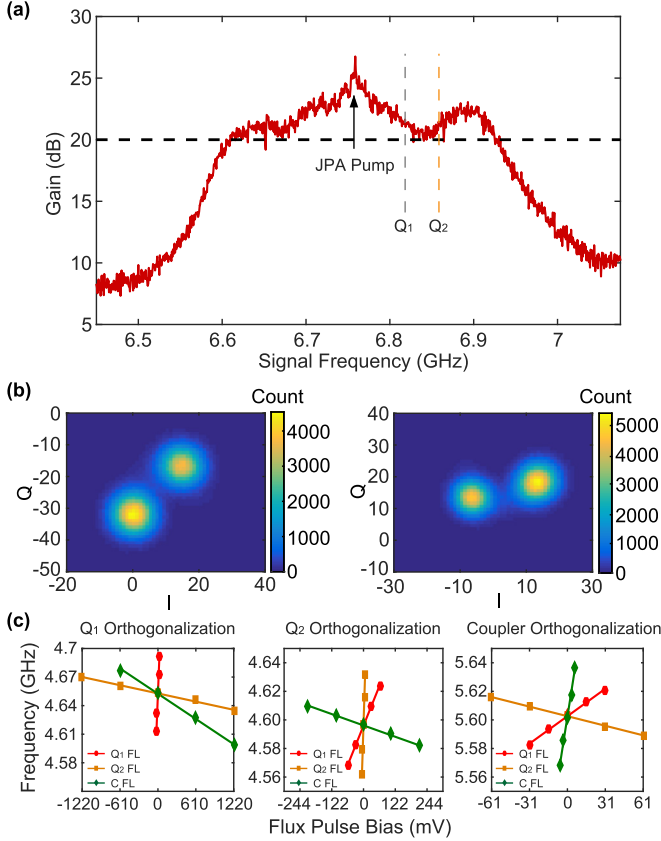 (a)
30
25
20
15
10
5
Gain (dB)
JPA Pump
Q1
Q2
6.5
6.6
6.7
6.8
6.9
7
Signal Frequency (GHz)
(b)
Count
0
-10
-20
-30
-40
-50
Q
-20
0
20
40
I
4000
3000
2000
1000
0
Count
40
30
20
10
0
-10
Q
-30
-10
10
30
I
5000
4000
3000
2000
1000
0
(c)
Q1 Orthogonalization
Q2 Orthogonalization
Coupler Orthogonalization
Frequency (GHz)
4.7
4.67
4.64
4.61
4.58
4.55
Q1 FL
Q2 FL
C FL
-1220
-610
0
610
1220
4.64
4.62
4.60
4.58
4.56
Q1 FL
Q2 FL
C FL
-244
-122
0
122
244
5.64
5.62
5.60
5.58
5.56
Q1 FL
Q2 FL
C FL
-61
-31
0
31
61
Flux Pulse Bias (mV)